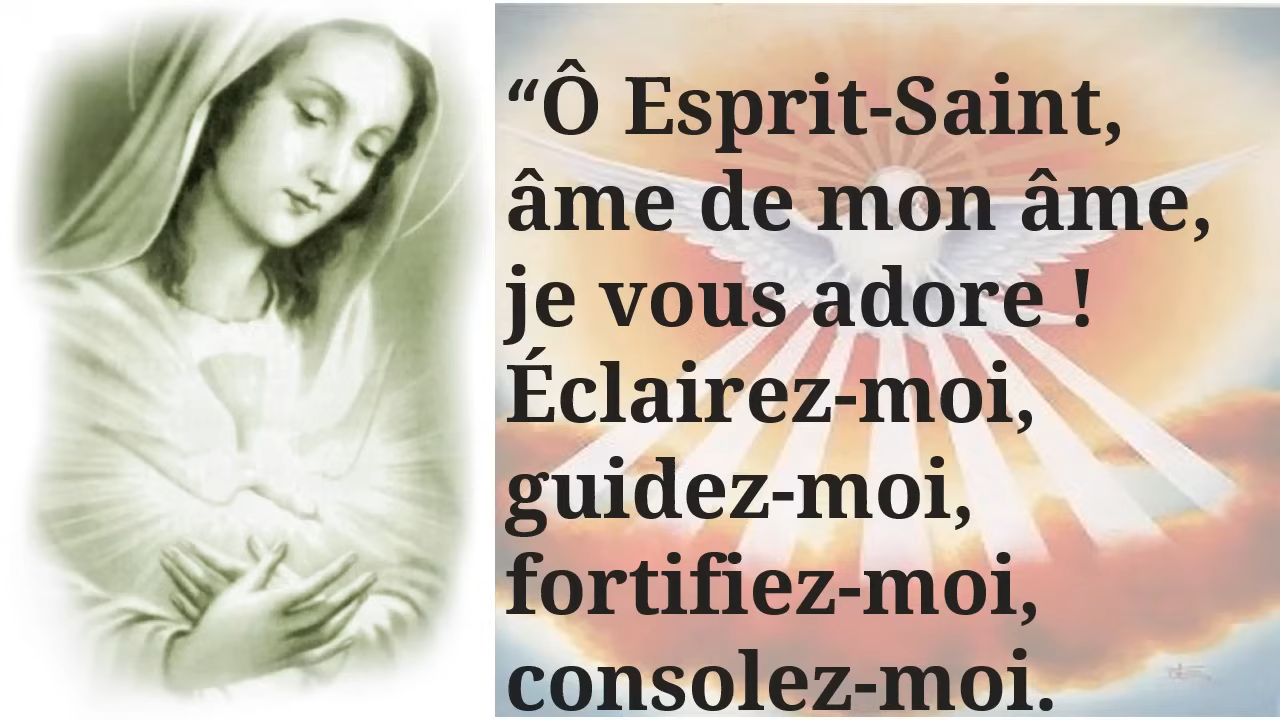 “Ô Esprit-Saint,
âme de mon âme,
je vous adore !
Éclairez-moi,
guidez-moi,
fortifiez-moi,
consolez-moi.